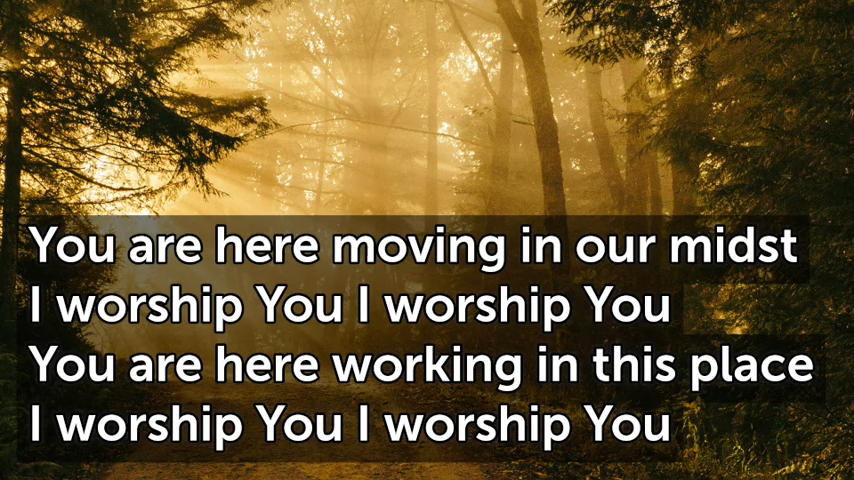 You are here moving in our midst
I worship You I worship You
You are here working in this place
I worship You I worship You